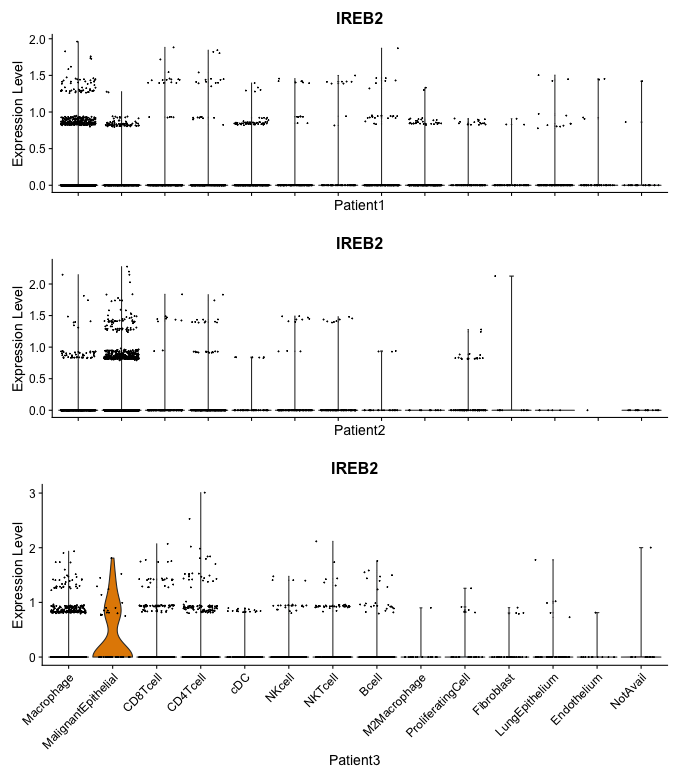 IREB2
Expression Level
2.0
1.5
1.0
0.5
0.0
Patient1
IREB2
Expression Level
2.0
1.5
1.0
0.5
0.0
Patient2
IREB2
Expression Level
3
2
1
0
Macrophage
MalignantEpithelial
CD8Tcell
CD4Tcell
cDC
NKcell
NKTcell
Bcell
M2Macrophage
ProliferatingCell
Fibroblast
LungEpithelium
Endothelium
NotAvail
Patient3